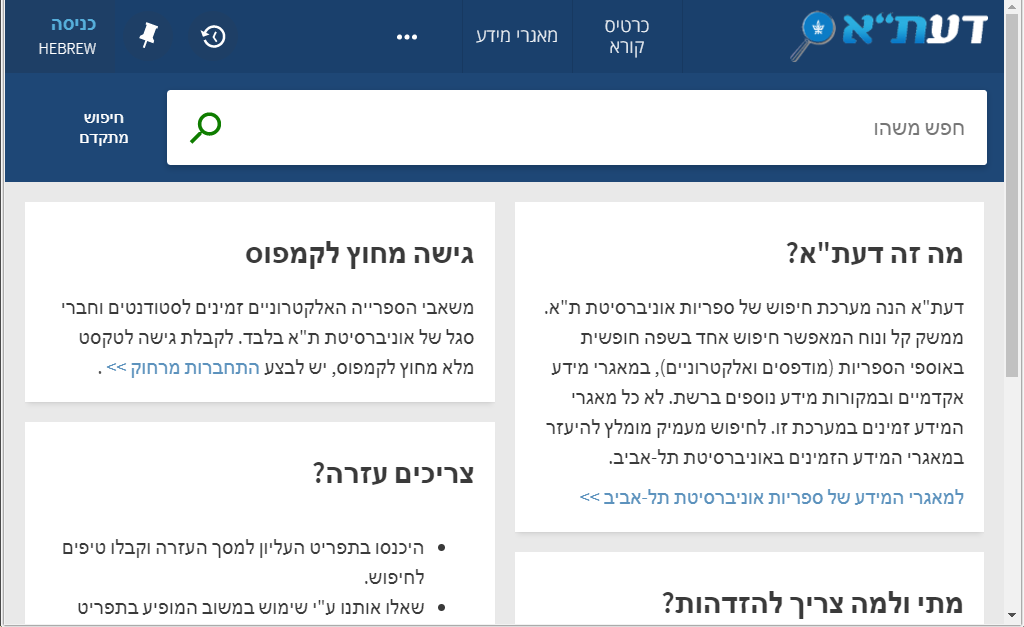 דעת"א
כרטיס
קורא
מאגרי מידע
כניסה
HEBREW
חפש משהו
חיפוש
מתקדם
מה זה דעת"א?
דעת"א הנה מערכת חיפוש של ספריות אוניברסיטת ת"א.
ממשק קל ונוח המאפשר חיפוש אחד בשפה חופשית
באוספי הספריות (מודפסים ואלקטרוניים), במאגרי מידע
אקדמיים ובמקורות מידע נוספים ברשת. לא כל מאגרי
המידע זמינים במערכת זו. לחיפוש מעמיק מומלץ להיעזר
במאגרי המידע הזמינים באוניברסיטת תל-אביב.
למאגרי המידע של ספריות אוניברסיטת תל-אביב >>
מתי ולמה צריך להזדהות?
גישה מחוץ לקמפוס
משאבי הספרייה האלקטרוניים זמינים לסטודנטים וחברי
סגל של אוניברסיטת ת"א בלבד. לקבלת גישה לטקסט
מלא מחוץ לקמפוס, יש לבצע התחברות מרחוק >> .
צריכים עזרה?
• היכנסו בתפריט העליון למסך העזרה וקבלו טיפים
לחיפוש.
• שאלו אותנו ע"י שימוש במשוב המופיע בתפריט